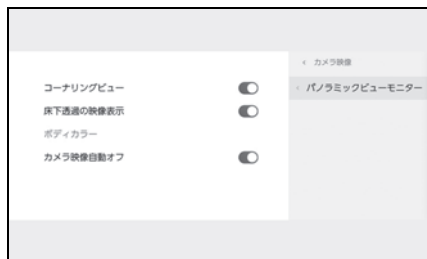 コーナリングビュー
床下透過の映像表示
ボディカラー
カメラ映像自動オフ
< カメラ映像
< パノラミックビューモニター